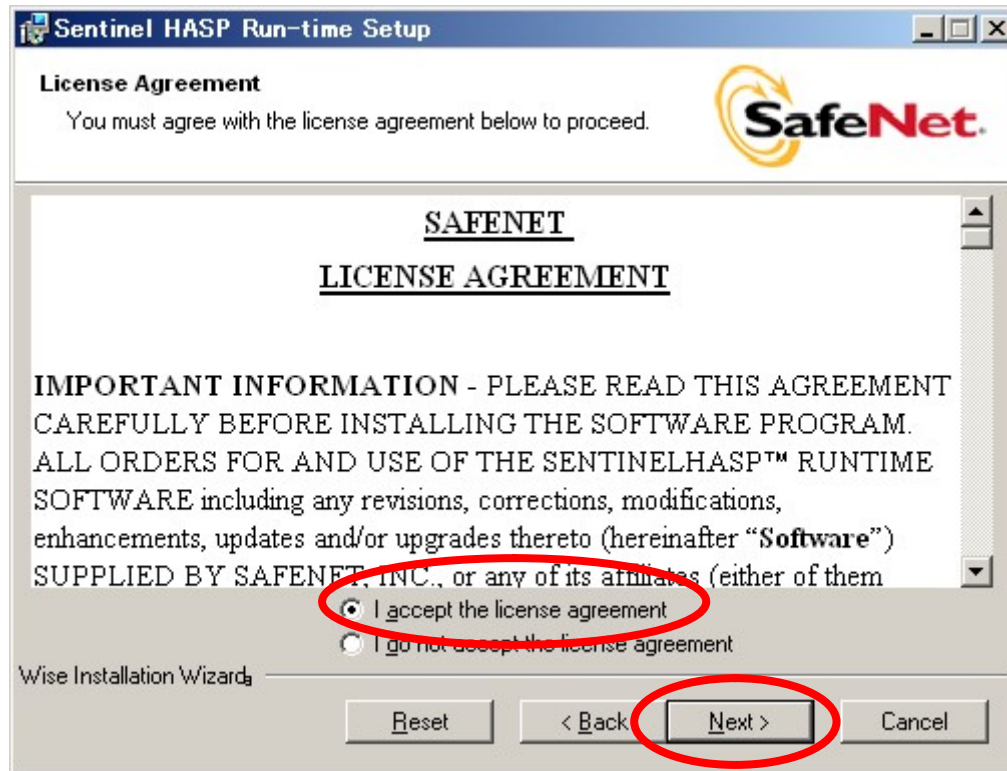 Sentinel HASP Run-time Setup
License Agreement
You must agree with the license agreement below to proceed.
SafeNet.
SAFENET
LICENSE AGREEMENT
IMPORTANT INFORMATION - PLEASE READ THIS AGREEMENT
CAREFULLY BEFORE INSTALLING THE SOFTWARE PROGRAM.
ALL ORDERS FOR AND USE OF THE SENTINELHASP™ RUNTIME
SOFTWARE including any revisions, corrections, modifications,
enhancements, updates and/or upgrades thereto (hereinafter “Software”)
SUPPLIED BY SAFENET, INC., or any of its affiliates (either of them
I accept the license agreement
I do not accept the license agreement
Wise Installation Wizard
Reset < Back Next > Cancel